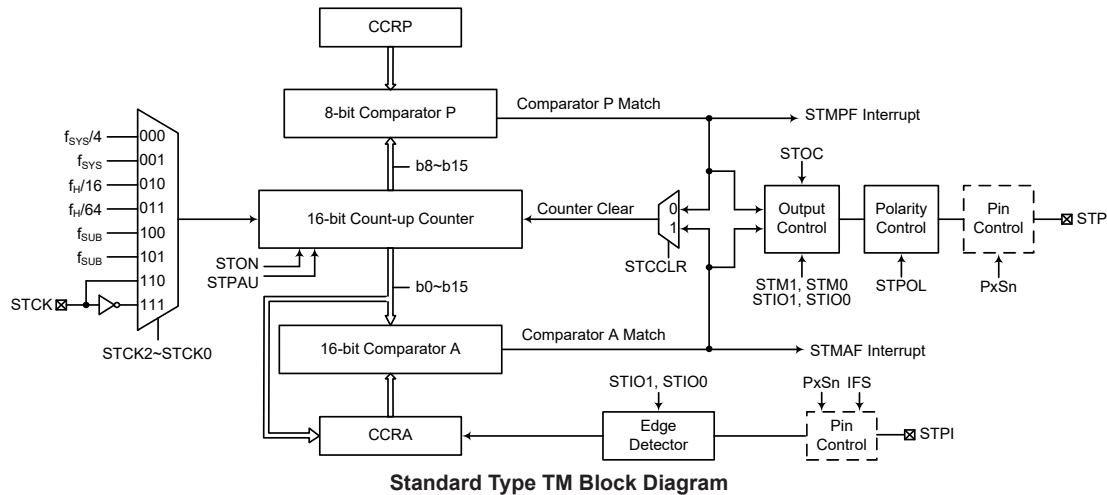 CCRP
8-bit Comparator P
Comparator P Match
STMPF Interrupt
fSYS/4
000
fSYS
001
fH/16
010
fH/64
011
fSUB
100
fSUB
101
110
111
STCK
STCK2~STCK0
b8~b15
16-bit Count-up Counter
Counter Clear
0
1
STCCLR
STON
STPAU
STOC
Output
Control
STM1, STM0
STIO1, STIO0
Polarity
Control
STPOL
Pin
Control
PxSn
STP
b0~b15
16-bit Comparator A
Comparator A Match
STMAF Interrupt
CCRA
STIO1, STIO0
Edge
Detector
PxSn IFS
Pin
Control
STPI
Standard Type TM Block Diagram